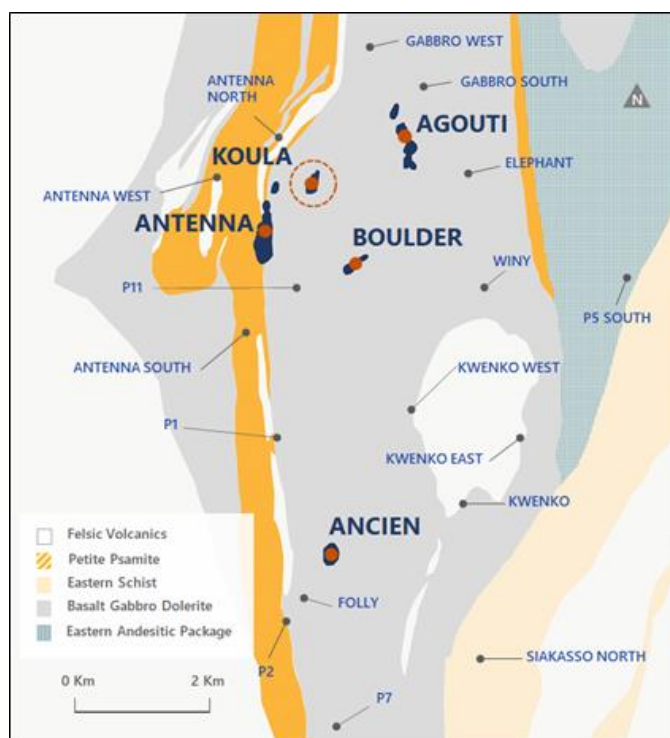 GABBRO WEST
ANTENNA
NORTH
GABBRO SOUTH
N
AGOUTI
KOULA
ELEPHANT
ANTENNA WEST
ANTENNA
BOULDER
WINY
P11
P5 SOUTH
ANTENNA SOUTH
KWENKO WEST
P1
KWENKO EAST
KWENKO
ANCIEN
Felsic Volcanics
Petite Psamite
Eastern Schist
Basalt Gabbro Dolerite
Eastern Andesitic Package
FOLLY
SIAKASSO NORTH
P2
0 Km 2 Km
P7